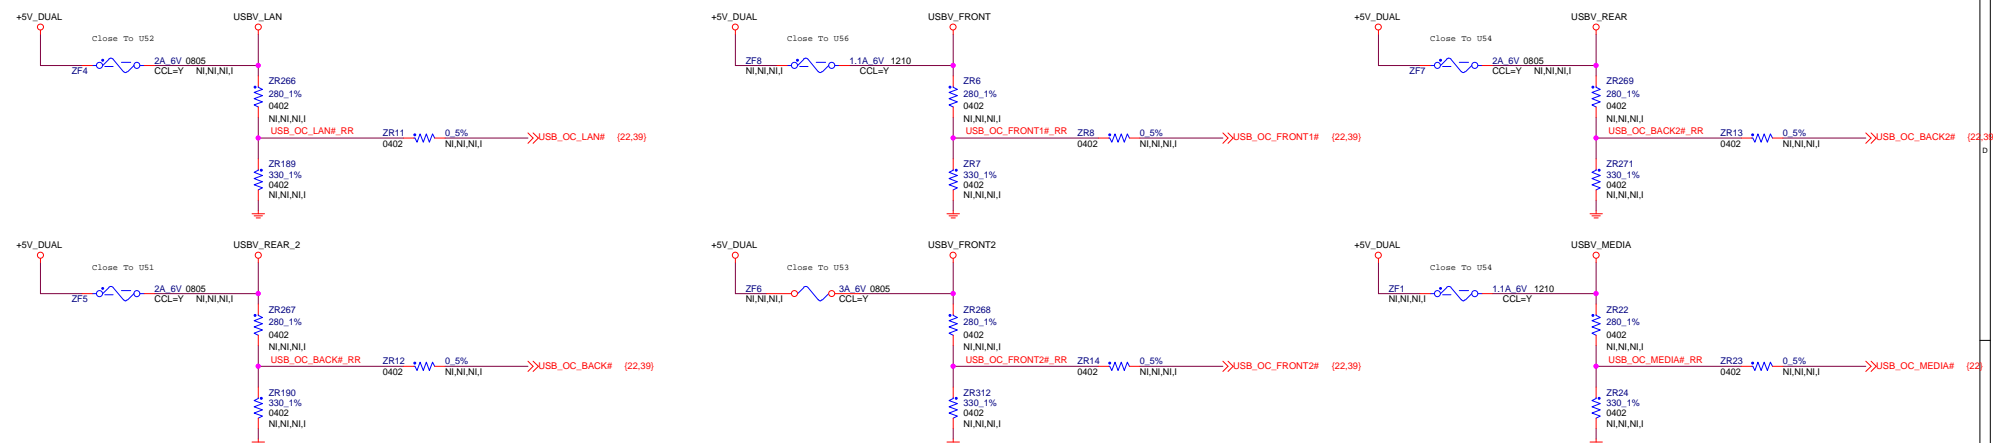 +5V_DUAL
USBV_LAN
Close To U52
ZF4
2A_6V 0805
CCL=Y NI,NI,NI,I
ZR266
280_1%
0402
NI,NI,NI,I
USB_OC_LAN#_RR
ZR11 0_5%
0402 NI,NI,NI,I
USB_OC_LAN# {22,39}
ZR189
330_1%
0402
NI,NI,NI,I
+5V_DUAL
USBV_FRONT
Close To U56
ZF8
NI,NI,NI,I
1.1A_6V 1210
CCL=Y
ZR6
280_1%
0402
NI,NI,NI,I
USB_OC_FRONT1#_RR
ZR8 0_5%
0402 NI,NI,NI,I
USB_OC_FRONT1# {22,39}
ZR7
330_1%
0402
NI,NI,NI,I
+5V_DUAL
USBV_REAR
Close To U54
ZF7
2A_6V 0805
CCL=Y NI,NI,NI,I
ZR269
280_1%
0402
NI,NI,NI,I
USB_OC_BACK2#_RR
ZR13 0_5%
0402 NI,NI,NI,I
USB_OC_BACK2# {22,39
D
ZR271
330_1%
0402
NI,NI,NI,I
+5V_DUAL
USBV_REAR_2
Close To U51
ZF5
2A_6V 0805
CCL=Y NI,NI,NI,I
ZR267
280_1%
0402
NI,NI,NI,I
USB_OC_BACK#_RR
ZR12 0_5%
0402 NI,NI,NI,I
USB_OC_BACK# {22,39}
ZR190
330_1%
0402
NI,NI,NI,I
+5V_DUAL
USBV_FRONT2
Close To U53
ZF6
NI,NI,NI,I
3A_6V 0805
CCL=Y
ZR268
280_1%
0402
NI,NI,NI,I
USB_OC_FRONT2#_RR
ZR14 0_5%
0402 NI,NI,NI,I
USB_OC_FRONT2# {22,39}
ZR312
330_1%
0402
NI,NI,NI,I
+5V_DUAL
USBV_MEDIA
Close To U54
ZF1
NI,NI,NI,I
1.1A_6V 1210
CCL=Y
ZR22
280_1%
0402
NI,NI,NI,I
USB_OC_MEDIA#_RR
ZR23 0_5%
0402 NI,NI,NI,I
USB_OC_MEDIA# {22}
ZR24
330_1%
0402
NI,NI,NI,I